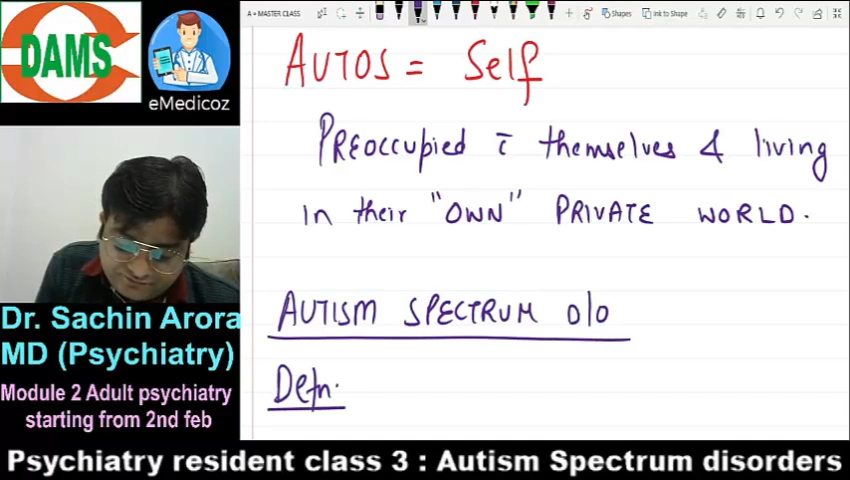 A + MASTER CLASS
Shapes
Ink to Shape
DAMS
eMedicoz
AUTOS = Self
PREOCCUPIED c̄ themselves & living
in their "OWN" PRIVATE WORLD.
AUTISM SPECTRUM D/O
Defn.
Dr. Sachin Arora
MD (Psychiatry)
Module 2 Adult psychiatry
starting from 2nd feb
Psychiatry resident class 3 : Autism Spectrum disorders